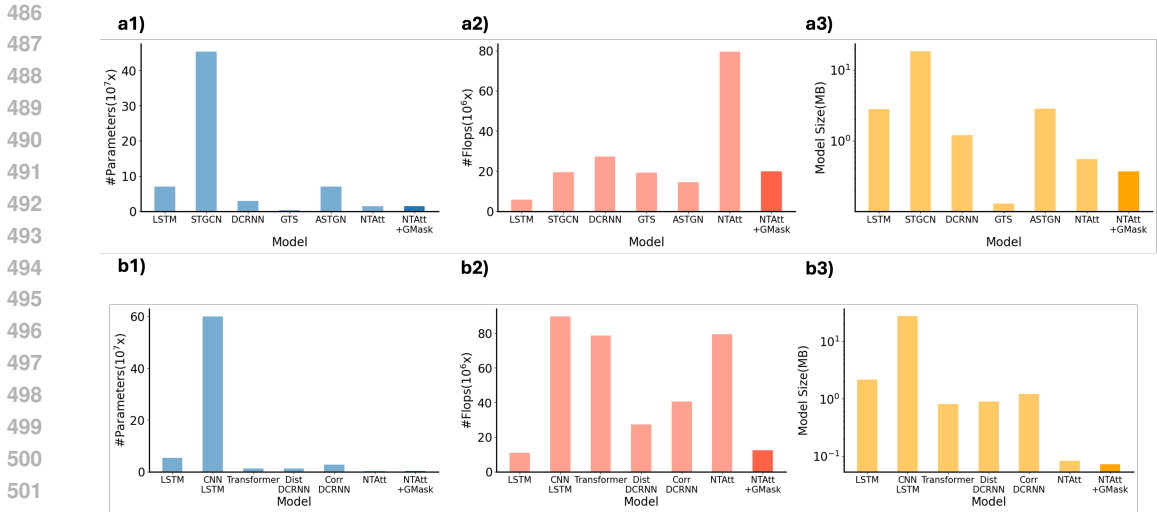 486
487
488
489
490
491
492
493
494
495
496
497
498
499
500
501
a1)
#Parameters(10^7x)
40
30
20
10
0
LSTM STGCN DCRNN GTS ASTGN NTAtt NTAtt
+GMask
Model
a2)
#Flops(10^6x)
80
60
40
20
0
LSTM STGCN DCRNN GTS ASTGN NTAtt NTAtt
+GMask
Model
a3)
Model Size(MB)
10^1
10^0
LSTM STGCN DCRNN GTS ASTGN NTAtt NTAtt
+GMask
Model
b1)
#Parameters(10^7x)
60
40
20
0
LSTM CNN Transformer Dist Corr NTAtt NTAtt
LSTM DCRNN DCRNN +GMask
Model
b2)
#Flops(10^6x)
80
60
40
20
0
LSTM CNN Transformer Dist Corr NTAtt NTAtt
LSTM DCRNN DCRNN +GMask
Model
b3)
Model Size(MB)
10^1
10^0
10^−1
LSTM CNN Transformer Dist Corr NTAtt NTAtt
LSTM DCRNN DCRNN +GMask
Model